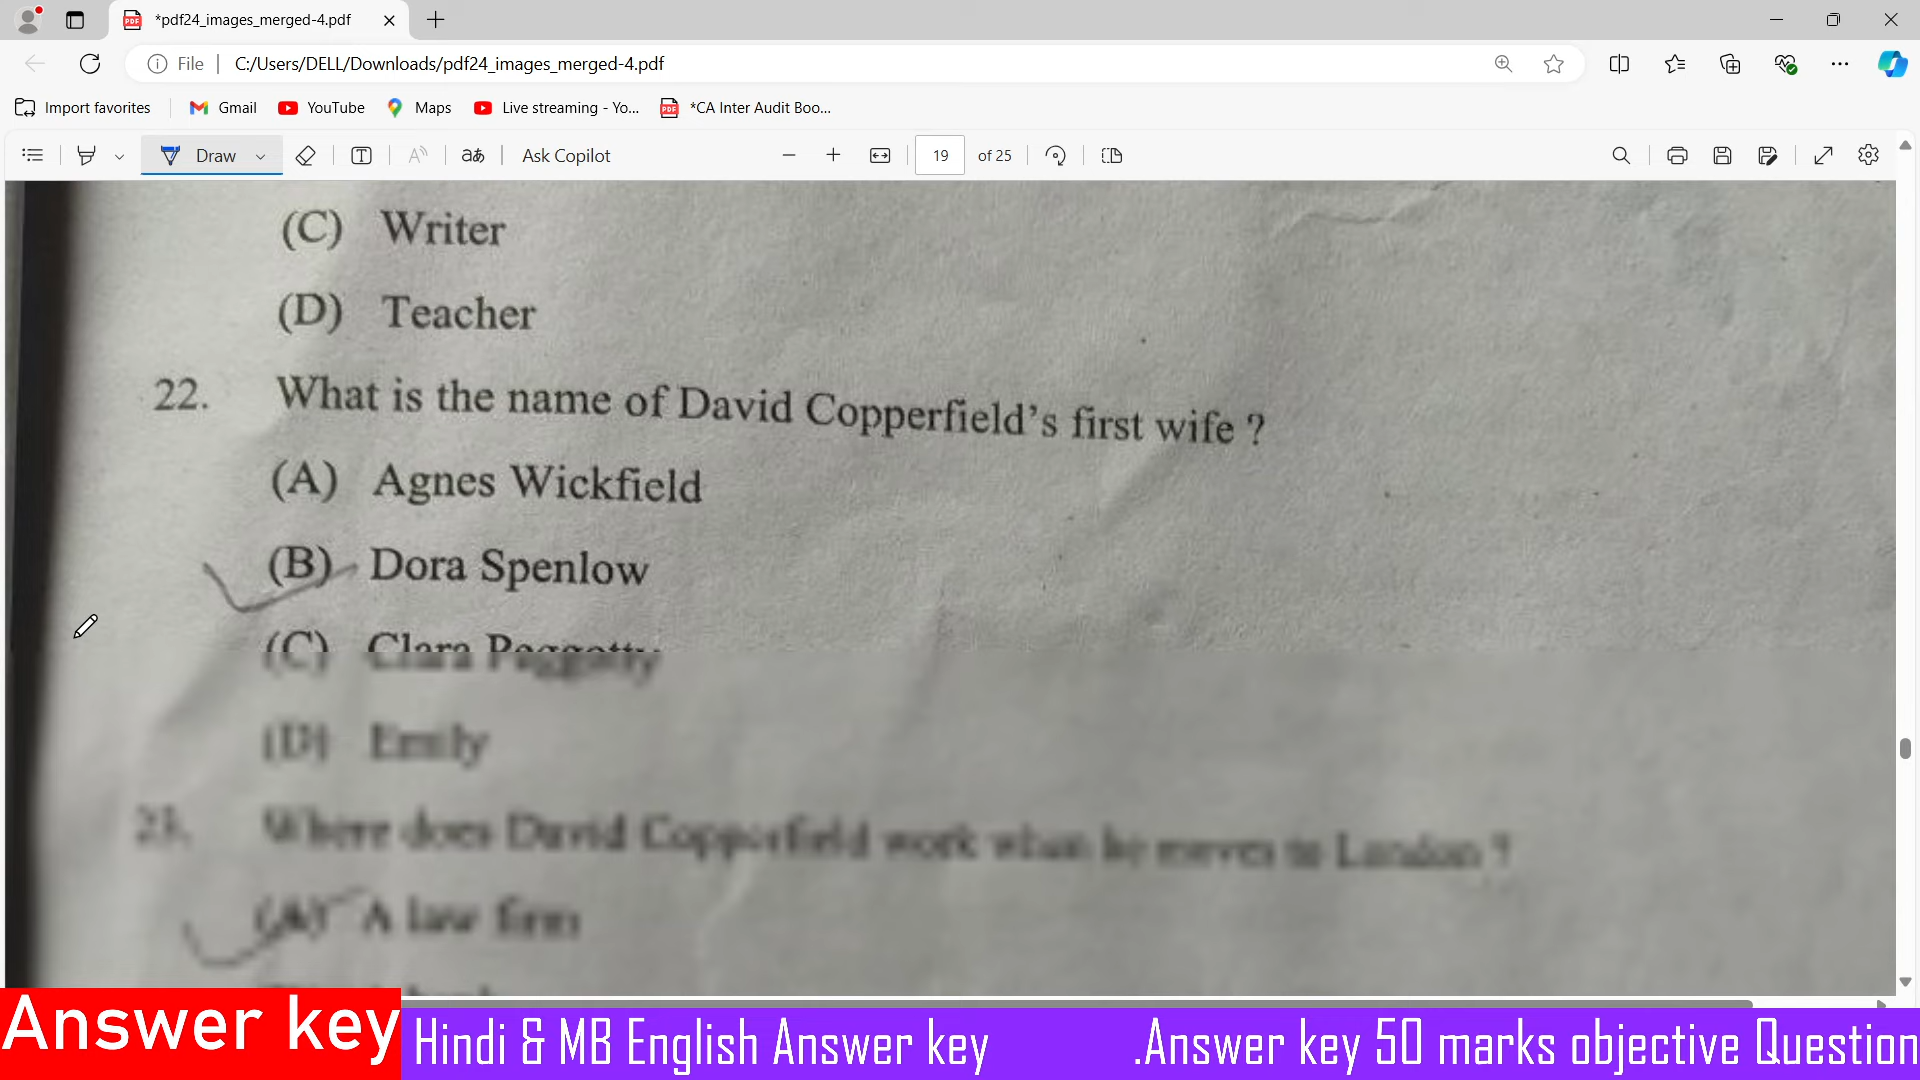 *pdf24_images_merged-4.pdf
File
C:/Users/DELL/Downloads/pdf24_images_merged-4.pdf
Import favorites
Gmail
YouTube
Maps
Live streaming - Yo...
*CA Inter Audit Boo...
Draw
Ask Copilot
19
of 25
(C) Writer
(D) Teacher
22. What is the name of David Copperfield's first wife ?
(A) Agnes Wickfield
(B) Dora Spenlow
(C) Clara Peggotty
(D) Emily
23. Where does David Copperfield work when he moves to London ?
(A) A law firm
Answer key
Hindi & MB English Answer key
.Answer key 50 marks objective Question